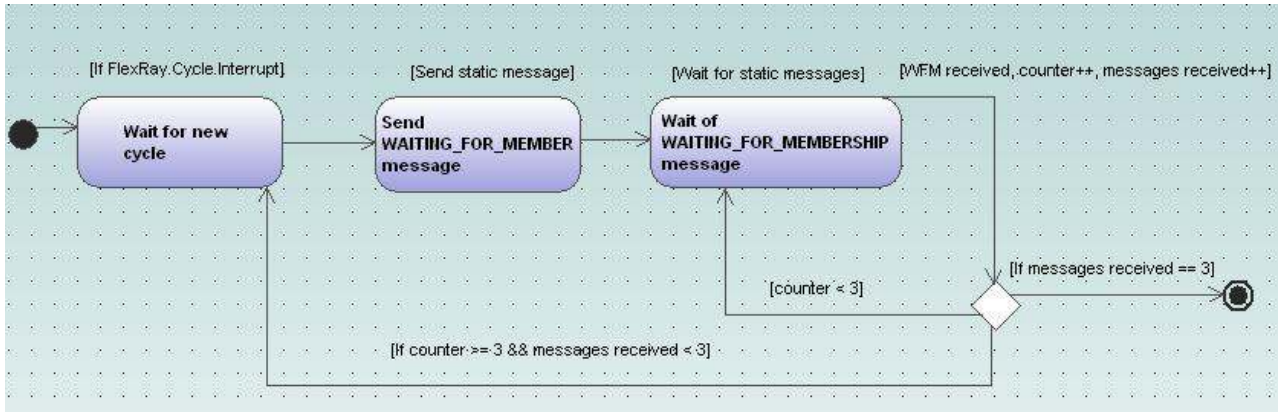 [If FlexRay.Cycle.Interrupt]
[Send static message]
[Wait for static messages]
[WFM received, counter++, messages received++]
Wait for new
cycle
Send
WAITING_FOR_MEMBER
message
Wait of
WAITING_FOR_MEMBERSHIP
message
[If messages received == 3]
[counter < 3]
[If counter >= 3 && messages received < 3]